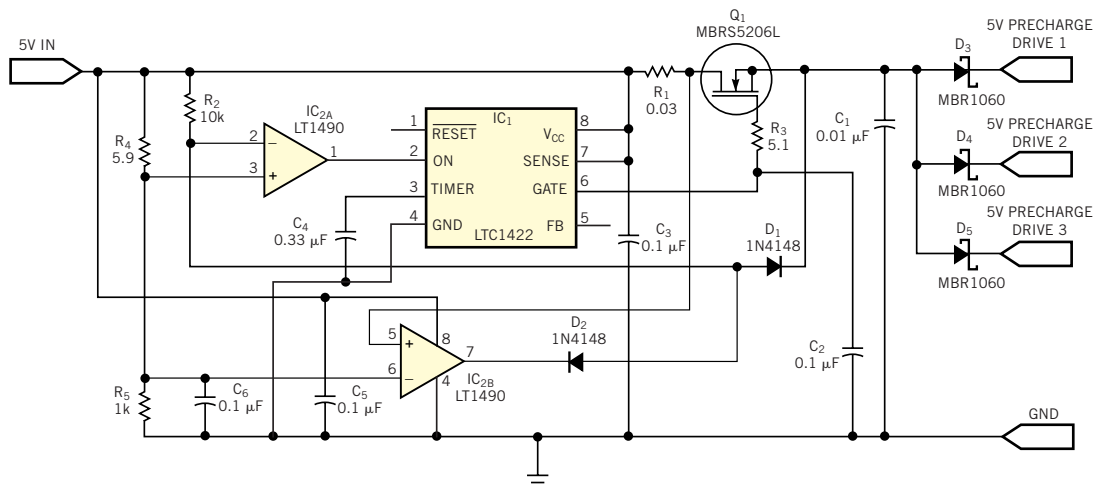 5V IN
Q1
MBRS5206L
5V PRECHARGE
DRIVE 1
D3
MBR1060
R2
10k
IC2A
LT1490
R1
0.03
C1
0.01 µF
R4
5.9
2
−
3
+
1
1
RESET
IC1
VCC
8
2
ON
SENSE
7
3
TIMER
GATE
6
4
GND
FB
5
LTC1422
R3
5.1
D4
5V PRECHARGE
DRIVE 2
MBR1060
C4
0.33 µF
C3
0.1 µF
D1
1N4148
D5
5V PRECHARGE
DRIVE 3
MBR1060
5
+
6
−
8
7
4
IC2B
LT1490
D2
1N4148
C2
0.1 µF
R5
1k
C6
0.1 µF
C5
0.1 µF
GND